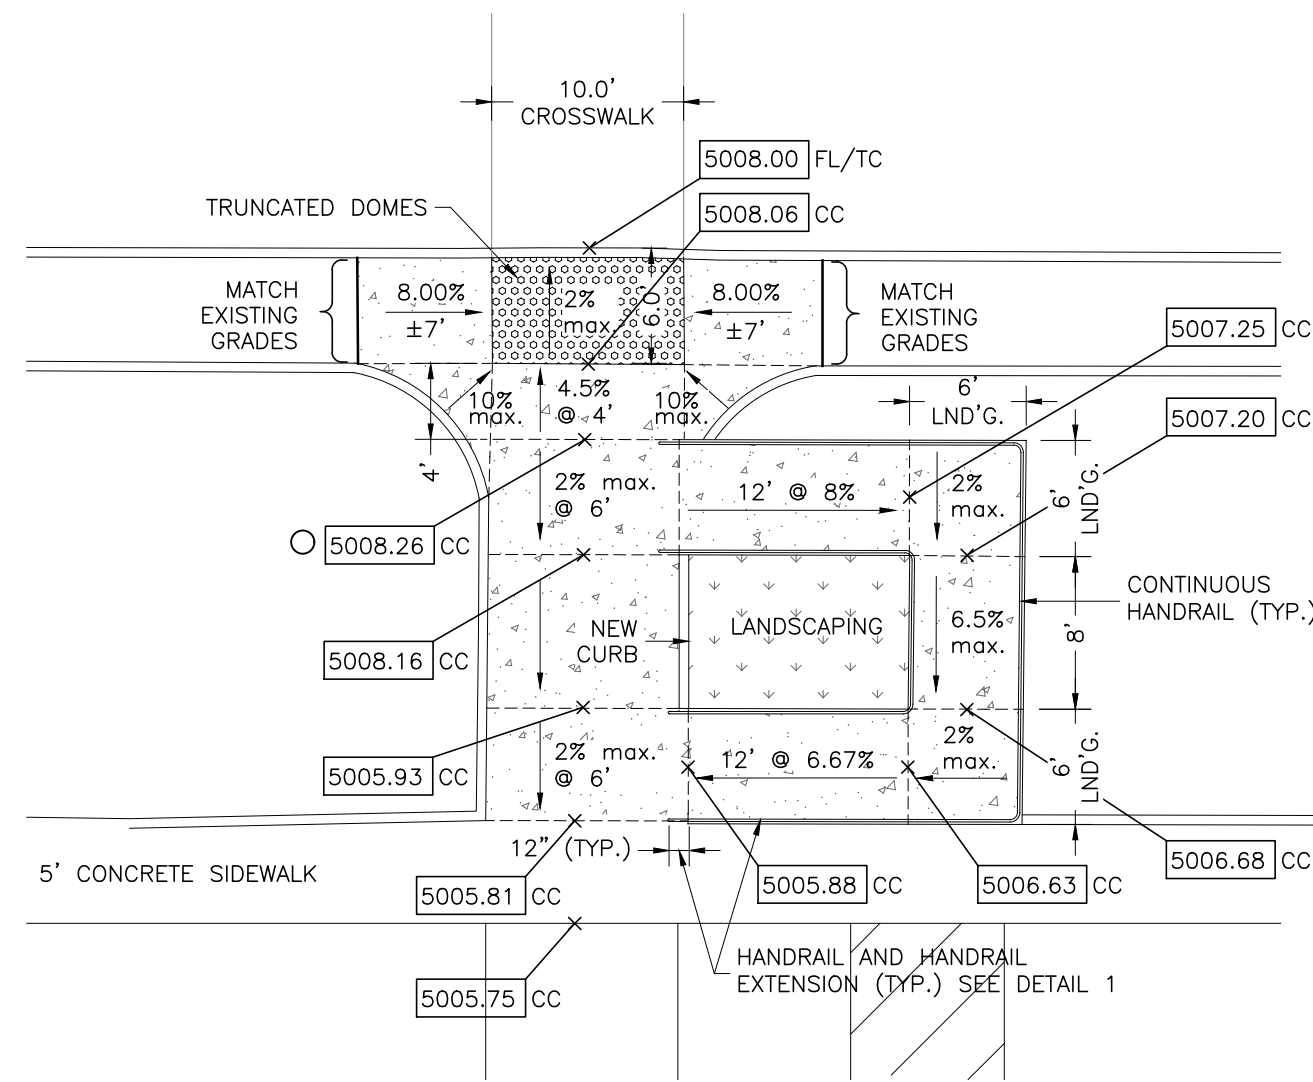 10.0'
CROSSWALK
5008.00 FL/TC
TRUNCATED DOMES
5008.06 CC
MATCH
EXISTING
GRADES
8.00%
±7'
2%
max.
6.0'
8.00%
±7'
MATCH
EXISTING
GRADES
5007.25 CC
10%
max.
4.5%
@ 4'
10%
max.
6'
LND'G.
5007.20 CC
4'
2% max.
@ 6'
12' @ 8%
2%
max.
6'
LND'G.
5008.26 CC
CONTINUOUS
HANDRAIL (TYP.)
NEW
CURB
LANDSCAPING
6.5%
max.
8'
5008.16 CC
5005.93 CC
2% max.
@ 6'
12' @ 6.67%
2%
max.
6'
LND'G.
12" (TYP.)
5' CONCRETE SIDEWALK
5005.81 CC
5005.88 CC
5006.63 CC
5006.68 CC
HANDRAIL AND HANDRAIL
EXTENSION (TYP.) SEE DETAIL 1
5005.75 CC